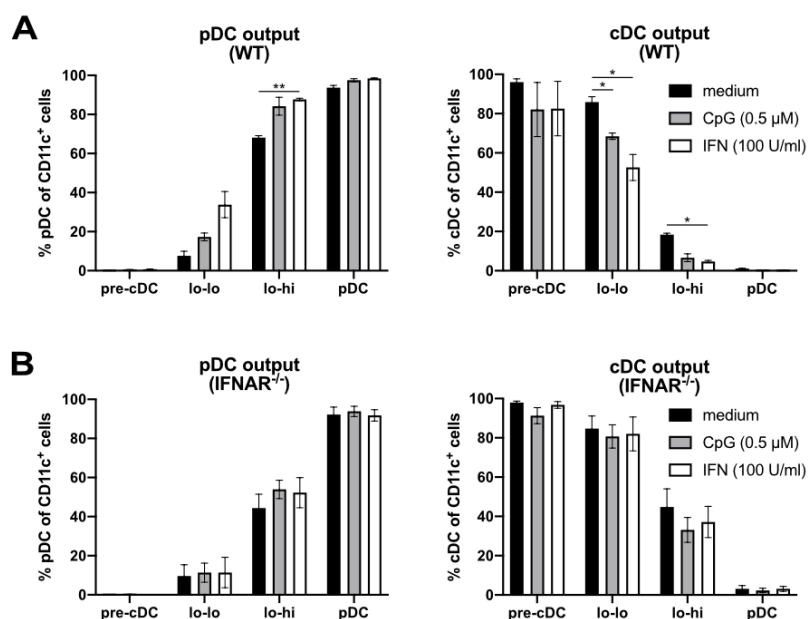 A
pDC output
(WT)
% pDC of CD11c+ cells
100
80
60
40
20
0
pre-cDC lo-lo lo-hi pDC
**
cDC output
(WT)
% cDC of CD11c+ cells
100
80
60
40
20
0
pre-cDC lo-lo lo-hi pDC
*
*
*
medium
CpG (0.5 µM)
IFN (100 U/ml)
B
pDC output
(IFNAR-/-)
% pDC of CD11c+ cells
100
80
60
40
20
0
pre-cDC lo-lo lo-hi pDC
cDC output
(IFNAR-/-)
% cDC of CD11c+ cells
100
80
60
40
20
0
pre-cDC lo-lo lo-hi pDC
medium
CpG (0.5 µM)
IFN (100 U/ml)